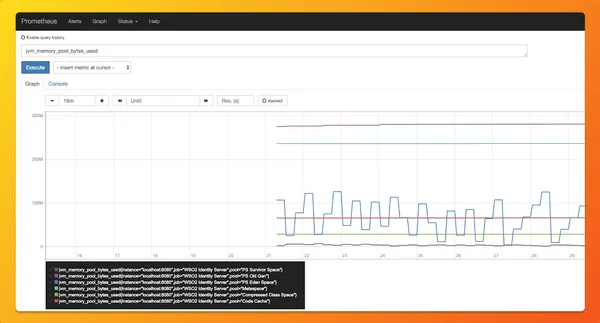 Prometheus Alerts Graph Status Help
Enable query history
jvm_memory_pool_bytes_used
Execute - insert metric at cursor -
Graph Console
15m Until Res. (s) stacked
300M
200M
100M
0
16 17 18 19 20 21 22 23 24 25 26 27 28 29
jvm_memory_pool_bytes_used{instance="localhost:8080",job="WSO2 Identity Server",pool="PS Survivor Space"}
jvm_memory_pool_bytes_used{instance="localhost:8080",job="WSO2 Identity Server",pool="PS Old Gen"}
jvm_memory_pool_bytes_used{instance="localhost:8080",job="WSO2 Identity Server",pool="PS Eden Space"}
jvm_memory_pool_bytes_used{instance="localhost:8080",job="WSO2 Identity Server",pool="Metaspace"}
jvm_memory_pool_bytes_used{instance="localhost:8080",job="WSO2 Identity Server",pool="Compressed Class Space"}
jvm_memory_pool_bytes_used{instance="localhost:8080",job="WSO2 Identity Server",pool="Code Cache"}